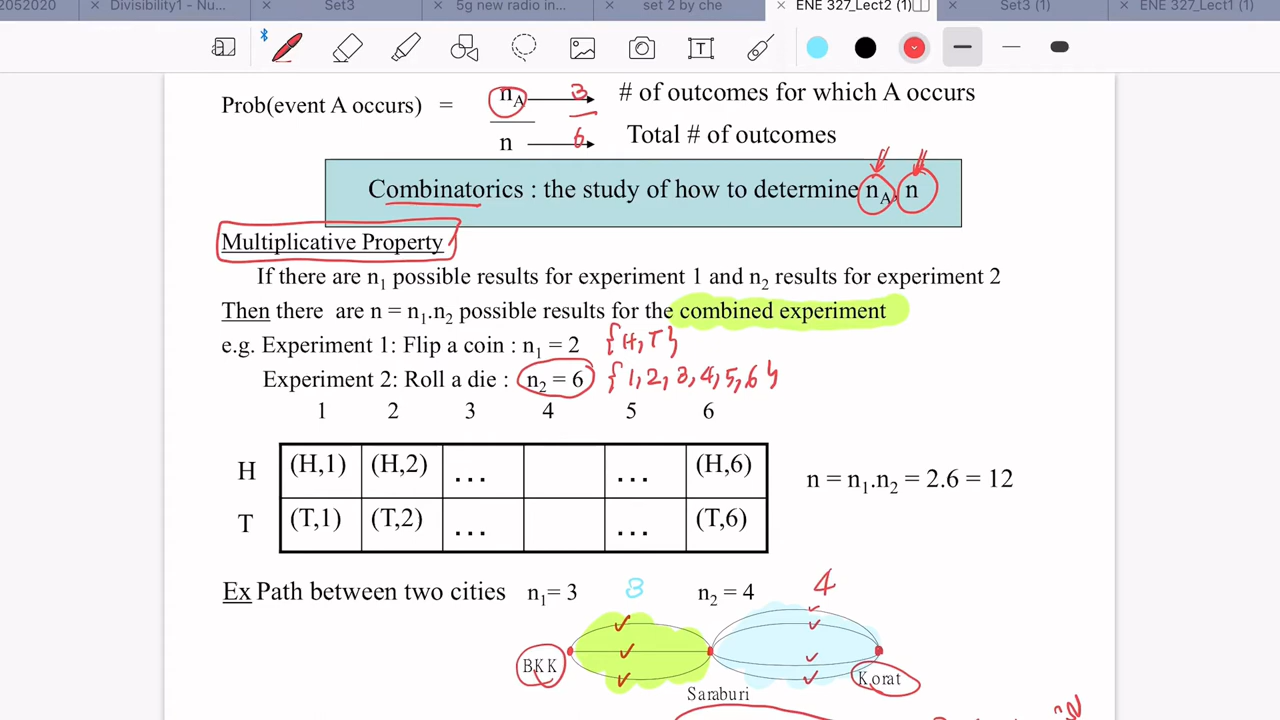 2052020 × Divisibility1 - Nu... × Set3 × 5g new radio in... × set 2 by che × ENE 327_Lect2 (1) × Set3 (1) × ENE 327_Lect1 (1)
T
Prob(event A occurs) = nA 3 # of outcomes for which A occurs
n 6 Total # of outcomes
Combinatorics : the study of how to determine nA, n
Multiplicative Property
If there are n1 possible results for experiment 1 and n2 results for experiment 2
Then there are n = n1.n2 possible results for the combined experiment
e.g. Experiment 1: Flip a coin : n1 = 2 {H, T}
Experiment 2: Roll a die : n2 = 6 {1, 2, 3, 4, 5, 6}
1 2 3 4 5 6
H (H,1) (H,2) ... ... (H,6)
n = n1.n2 = 2.6 = 12
T (T,1) (T,2) ... ... (T,6)
Ex Path between two cities n1= 3 3 n2 = 4 4
BKK Korat
Saraburi